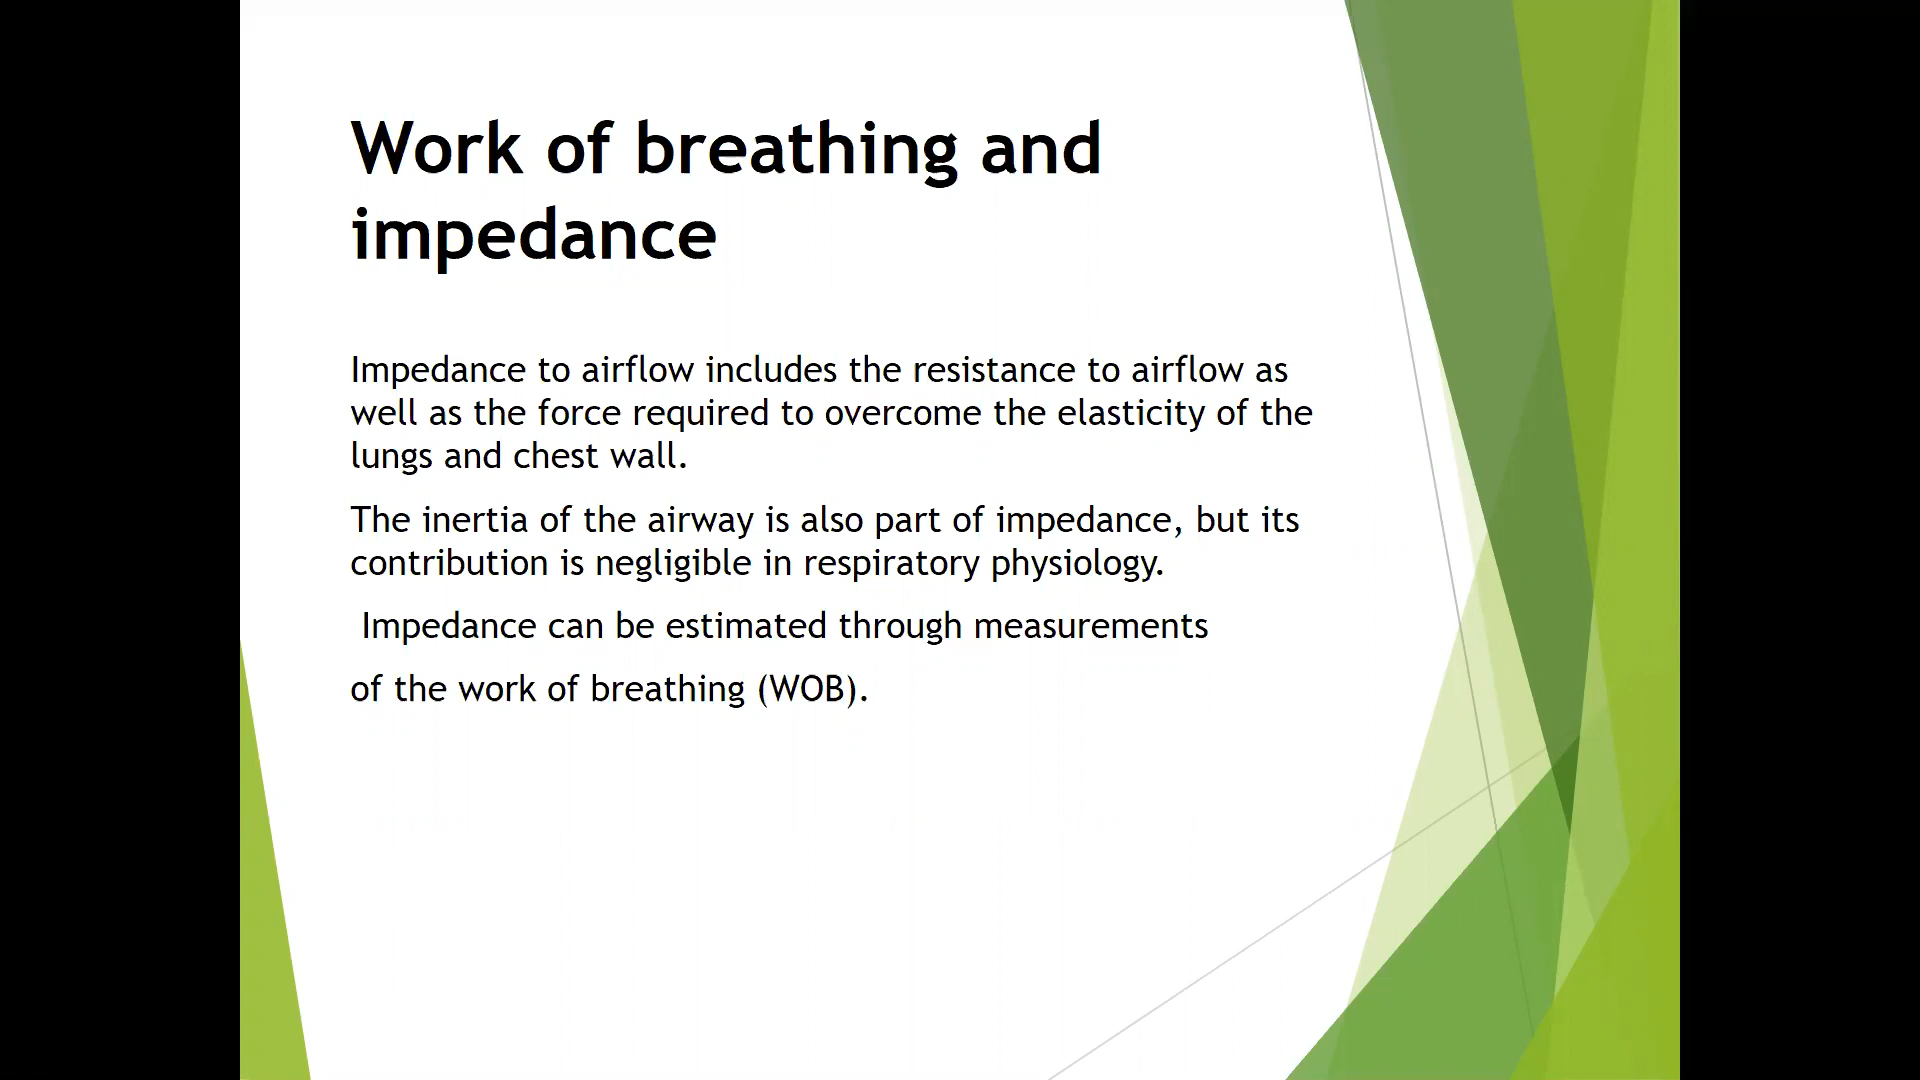 Work of breathing and
impedance
Impedance to airflow includes the resistance to airflow as
well as the force required to overcome the elasticity of the
lungs and chest wall.
The inertia of the airway is also part of impedance, but its
contribution is negligible in respiratory physiology.
Impedance can be estimated through measurements
of the work of breathing (WOB).